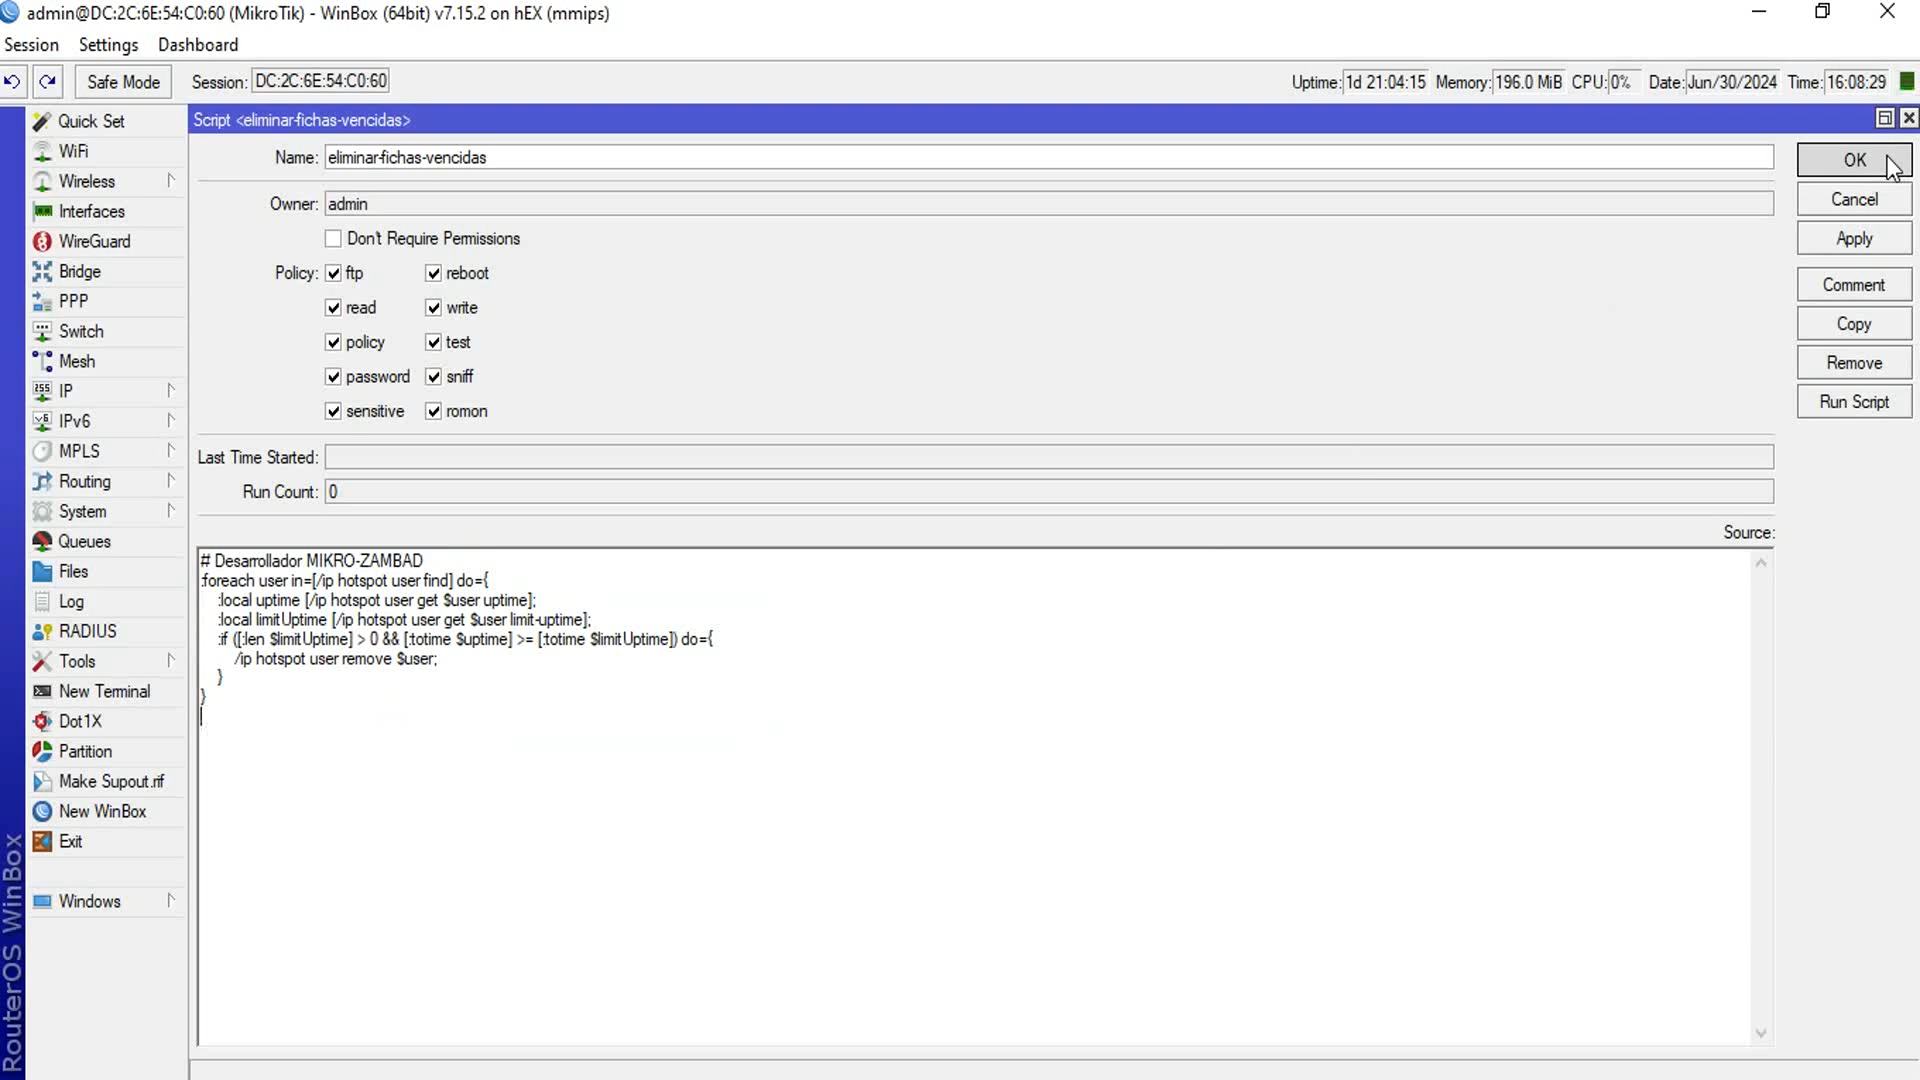 admin@DC:2C:6E:54:C0:60 (MikroTik) - WinBox (64bit) v7.15.2 on hEX (mmips)
Session Settings Dashboard
Safe Mode Session: DC:2C:6E:54:C0:60 Uptime: 1d 21:04:15 Memory: 196.0 MiB CPU: 0% Date: Jun/30/2024 Time: 16:08:29
Quick Set
WiFi
Wireless
Interfaces
WireGuard
Bridge
PPP
Switch
Mesh
IP
IPv6
MPLS
Routing
System
Queues
Files
Log
RADIUS
Tools
New Terminal
Dot1X
Partition
Make Supout.rif
New WinBox
Exit
Windows
RouterOS WinBox
Script <eliminar-fichas-vencidas>
Name: eliminar-fichas-vencidas
Owner: admin
Don't Require Permissions
Policy: ftp reboot
read write
policy test
password sniff
sensitive romon
Last Time Started:
Run Count: 0
Source:
# Desarrollador MIKRO-ZAMBAD
:foreach user in=[/ip hotspot user find] do={
:local uptime [/ip hotspot user get $user uptime];
:local limitUptime [/ip hotspot user get $user limit-uptime];
:if ([:len $limitUptime] > 0 && [:totime $uptime] >= [:totime $limitUptime]) do={
/ip hotspot user remove $user;
}
}
OK
Cancel
Apply
Comment
Copy
Remove
Run Script